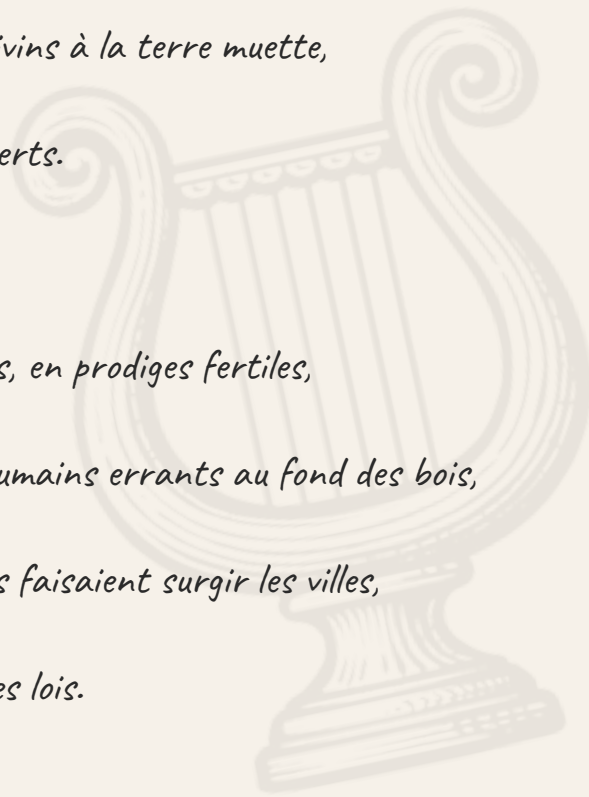 ivins à la terre muette,
erts.
s, en prodiges fertiles,
umains errants au fond des bois,
s faisaient surgir les villes,
es lois.